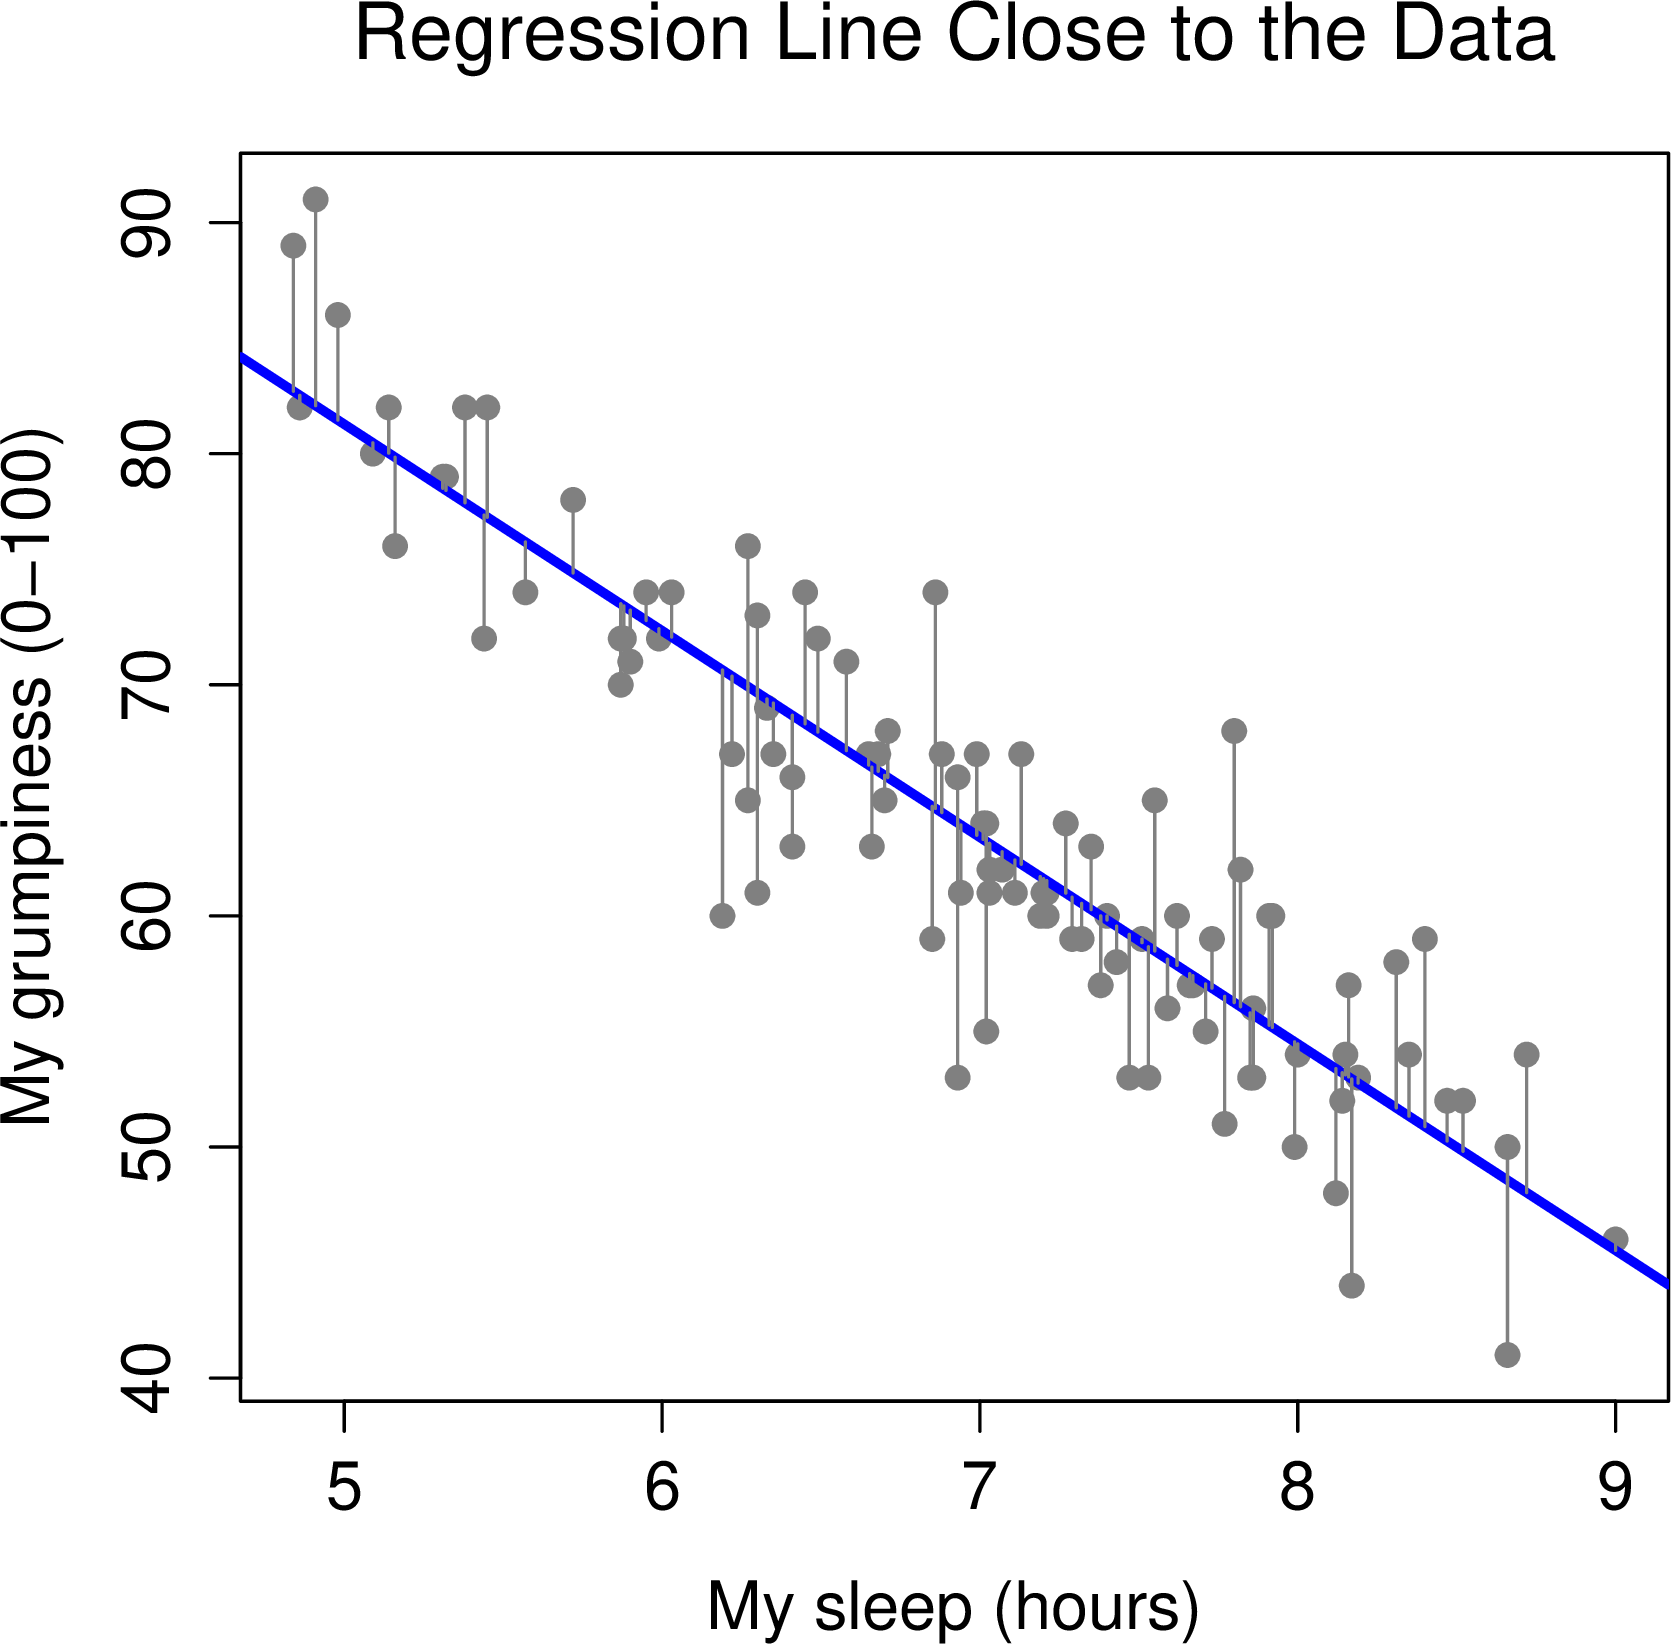 Regression Line Close to the Data
My grumpiness (0−100)
90
80
70
60
50
40
5 6 7 8 9
My sleep (hours)